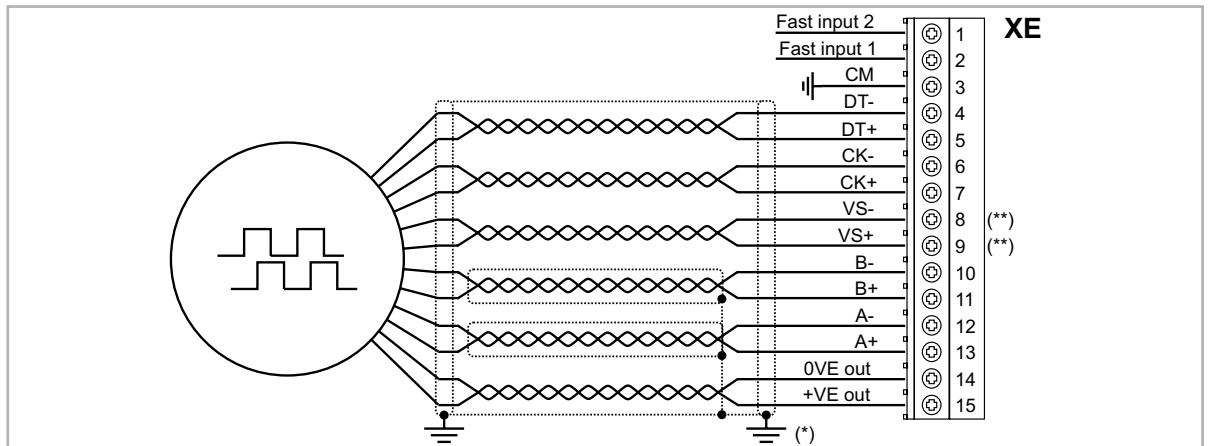 Fast input 2
1
XE
Fast input 1
2
CM
3
DT-
4
DT+
5
CK-
6
CK+
7
VS-
8
(**)
VS+
9
(**)
B-
10
B+
11
A-
12
A+
13
0VE out
14
+VE out
15
(*)